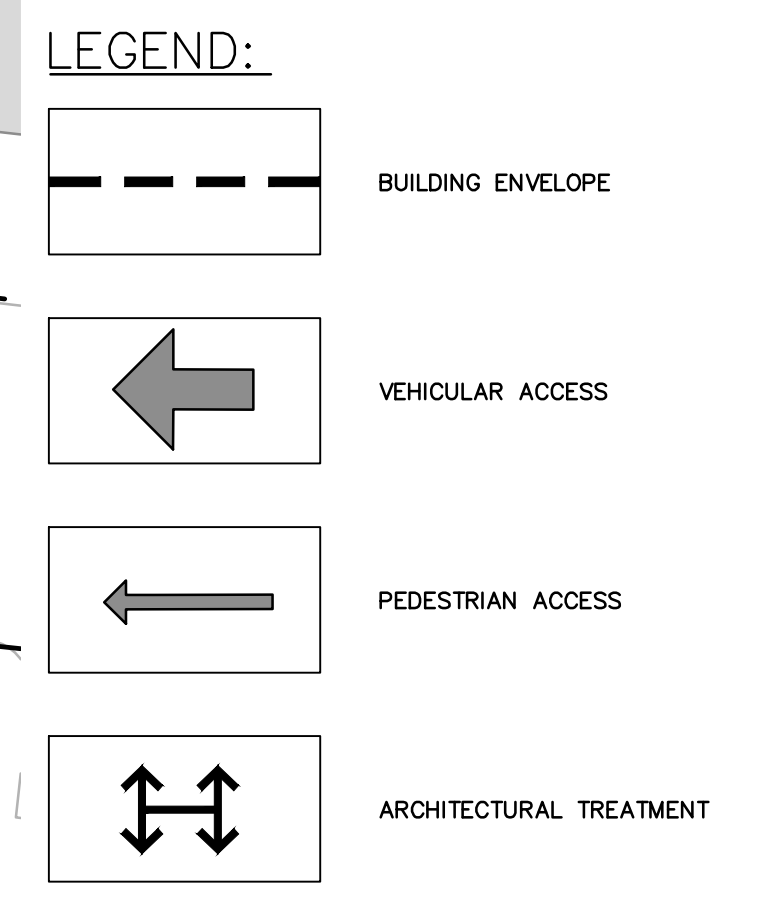 LEGEND:
BUILDING ENVELOPE
VEHICULAR ACCESS
PEDESTRIAN ACCESS
ARCHITECTURAL TREATMENT